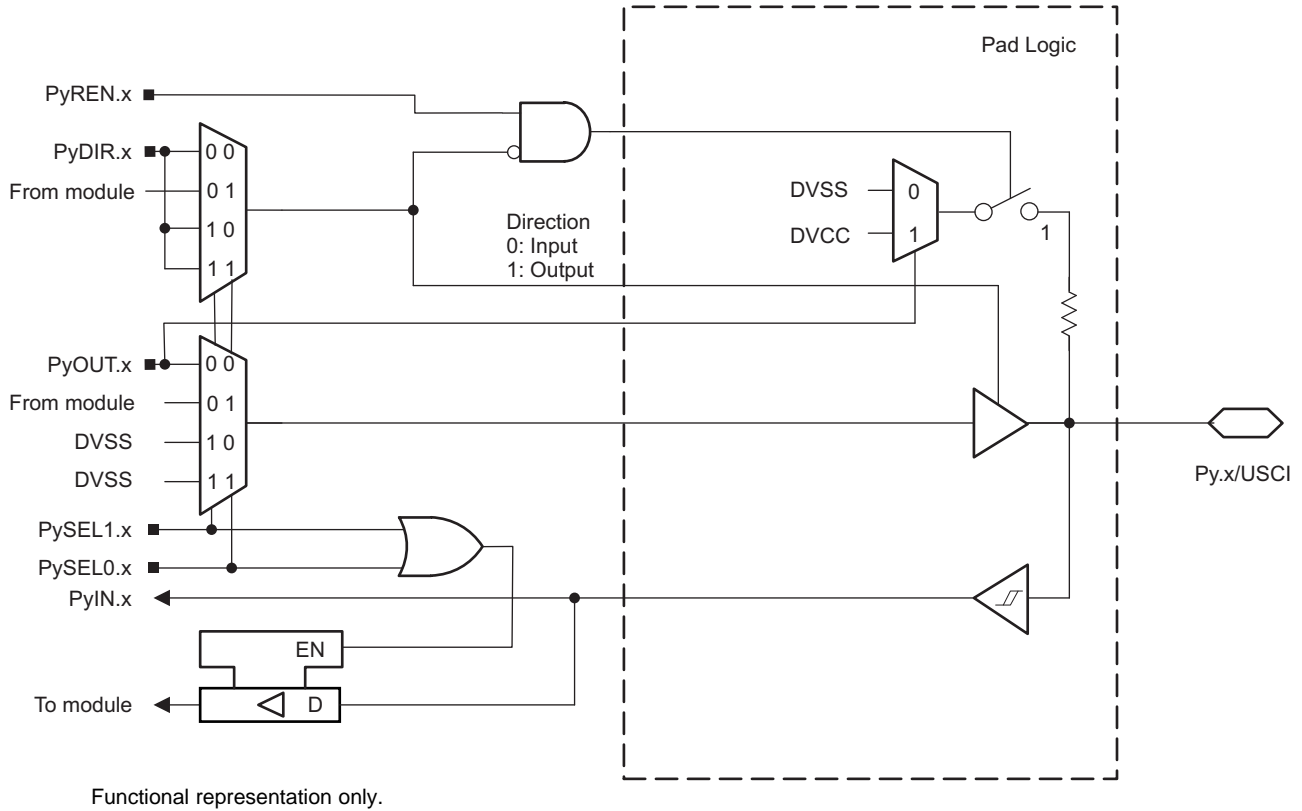 Pad Logic
PyREN.x
PyDIR.x
0 0
From module
0 1
1 0
1 1
Direction
0: Input
1: Output
DVSS
0
DVCC
1
1
PyOUT.x
0 0
From module
0 1
DVSS
1 0
DVSS
1 1
Py.x/USCI
PySEL1.x
PySEL0.x
PyIN.x
EN
To module
D
Functional representation only.